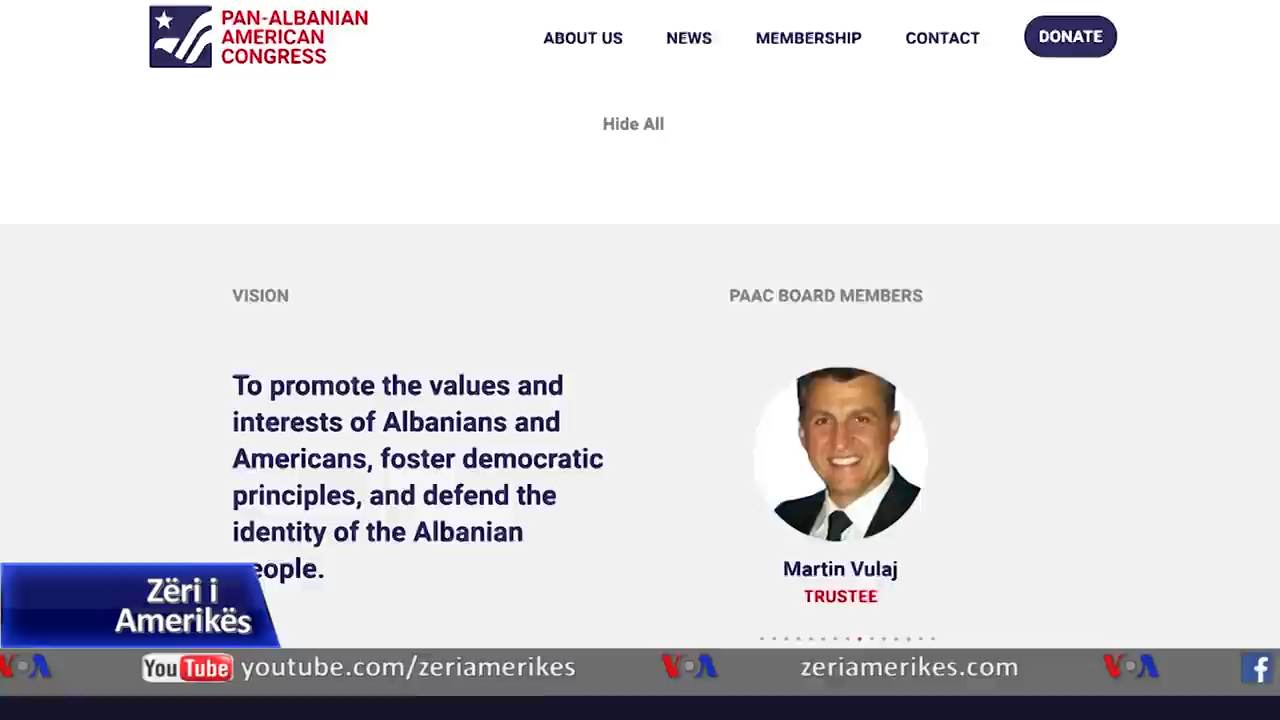 PAN-ALBANIAN
AMERICAN
CONGRESS
ABOUT US
NEWS
MEMBERSHIP
CONTACT
DONATE
Hide All
VISION
PAAC BOARD MEMBERS
To promote the values and
interests of Albanians and
Americans, foster democratic
principles, and defend the
identity of the Albanian
people.
Martin Vulaj
TRUSTEE
Zëri i
Amerikës
VOA
YouTube youtube.com/zeriamerikes
VOA
zeriamerikes.com
VOA
f